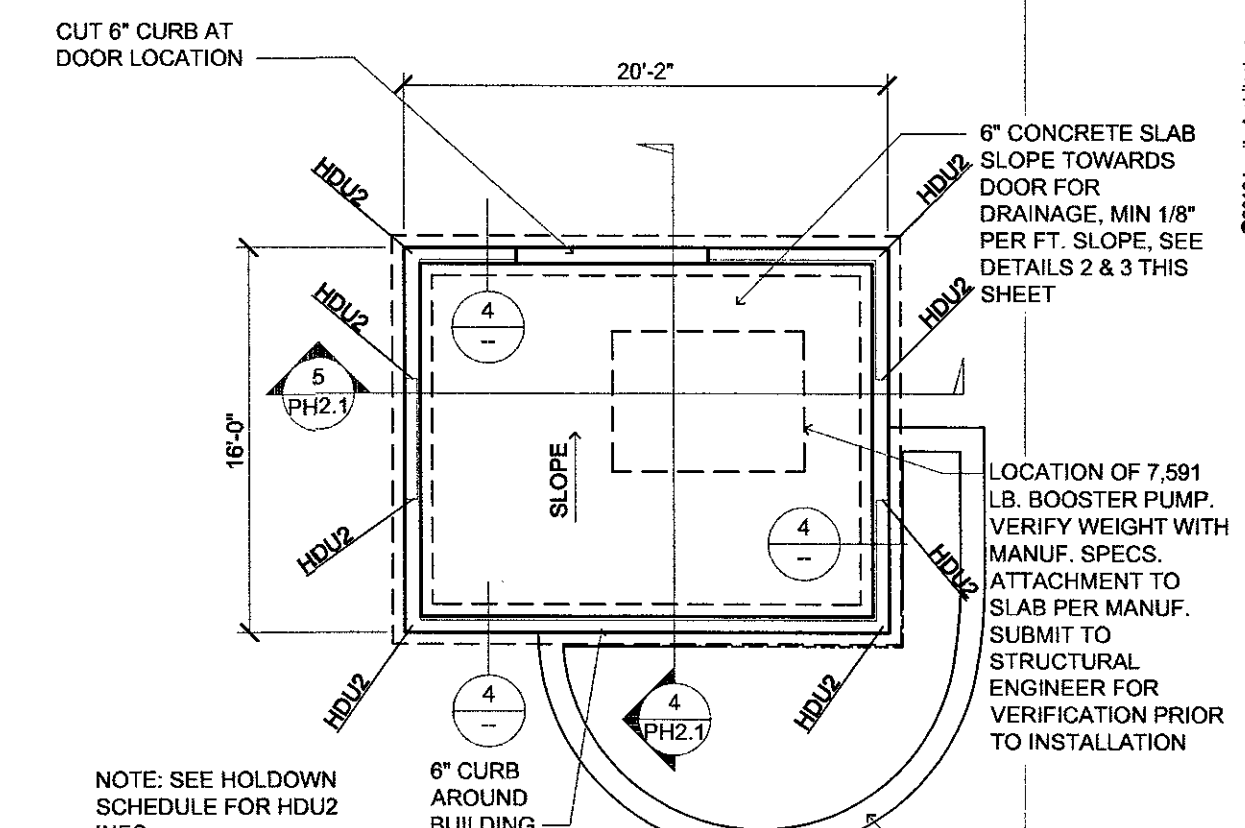 CUT 6" CURB AT
DOOR LOCATION
20'-2"
6" CONCRETE SLAB
SLOPE TOWARDS
DOOR FOR
DRAINAGE, MIN 1/8"
PER FT. SLOPE, SEE
DETAILS 2 & 3 THIS
SHEET
HDU2
HDU2
HDU2
HDU2
4
--
5
PH2.1
16'-0"
SLOPE
LOCATION OF 7,591
LB. BOOSTER PUMP.
VERIFY WEIGHT WITH
MANUF. SPECS.
ATTACHMENT TO
SLAB PER MANUF.
SUBMIT TO
STRUCTURAL
ENGINEER FOR
VERIFICATION PRIOR
TO INSTALLATION
4
--
HDU2
HDU2
HDU2
HDU2
4
--
4
PH2.1
NOTE: SEE HOLDOWN
SCHEDULE FOR HDU2
6" CURB
AROUND
BUILDING